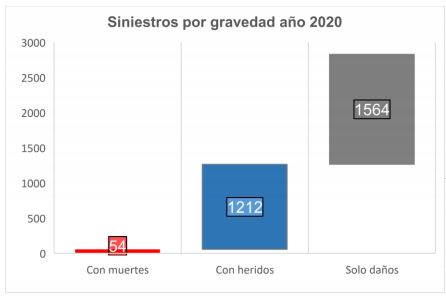 Siniestros por gravedad año 2020
3000
2500
2000
1500
1000
500
0
54
1212
1564
Con muertes
Con heridos
Solo daños